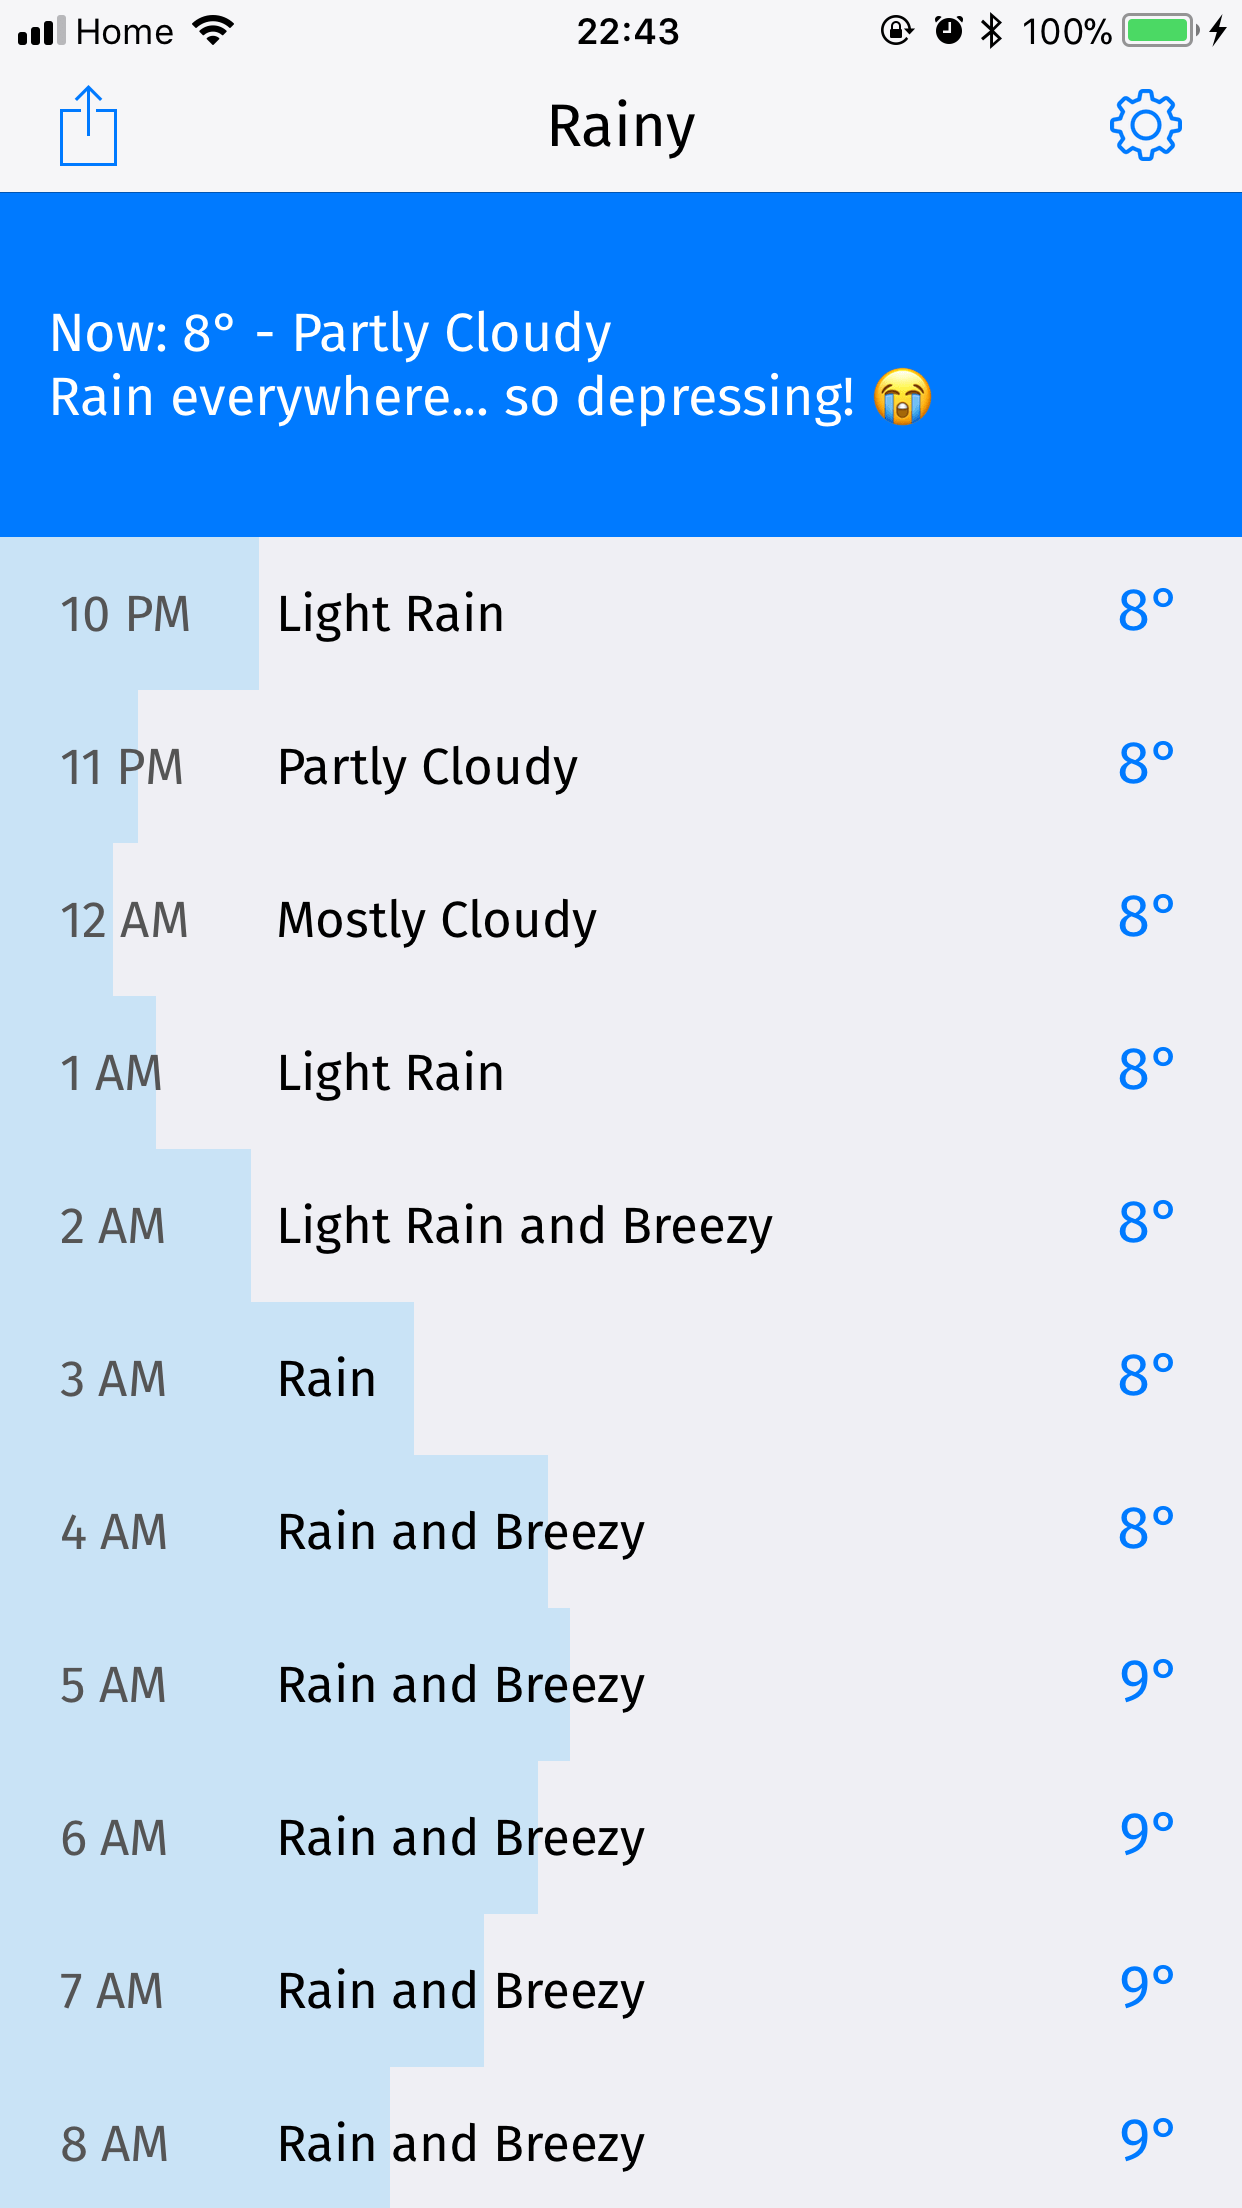 Home 22:43 100%
Rainy
Now: 8° - Partly Cloudy
Rain everywhere... so depressing! 😭
10 PM Light Rain 8°
11 PM Partly Cloudy 8°
12 AM Mostly Cloudy 8°
1 AM Light Rain 8°
2 AM Light Rain and Breezy 8°
3 AM Rain 8°
4 AM Rain and Breezy 8°
5 AM Rain and Breezy 9°
6 AM Rain and Breezy 9°
7 AM Rain and Breezy 9°
8 AM Rain and Breezy 9°